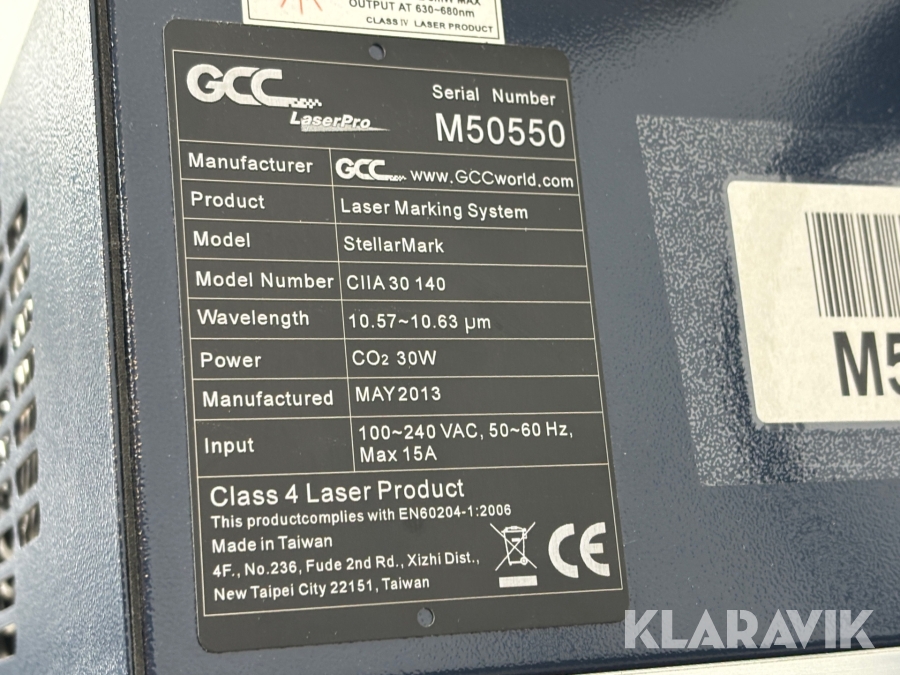 OUTPUT AT 630~680nm
CLASS IV LASER PRODUCT
GCC
LaserPro
Serial Number
M50550
Manufacturer GCC www.GCCworld.com
Product Laser Marking System
Model StellarMark
Model Number CIIA 30 140
Wavelength 10.57~10.63 µm
Power CO2 30W
Manufactured MAY 2013
Input 100~240 VAC, 50~60 Hz,
Max 15A
Class 4 Laser Product
This productcomplies with EN60204-1:2006
Made in Taiwan
4F., No.236, Fude 2nd Rd., Xizhi Dist.,
New Taipei City 22151, Taiwan
CE
KLARAVIK